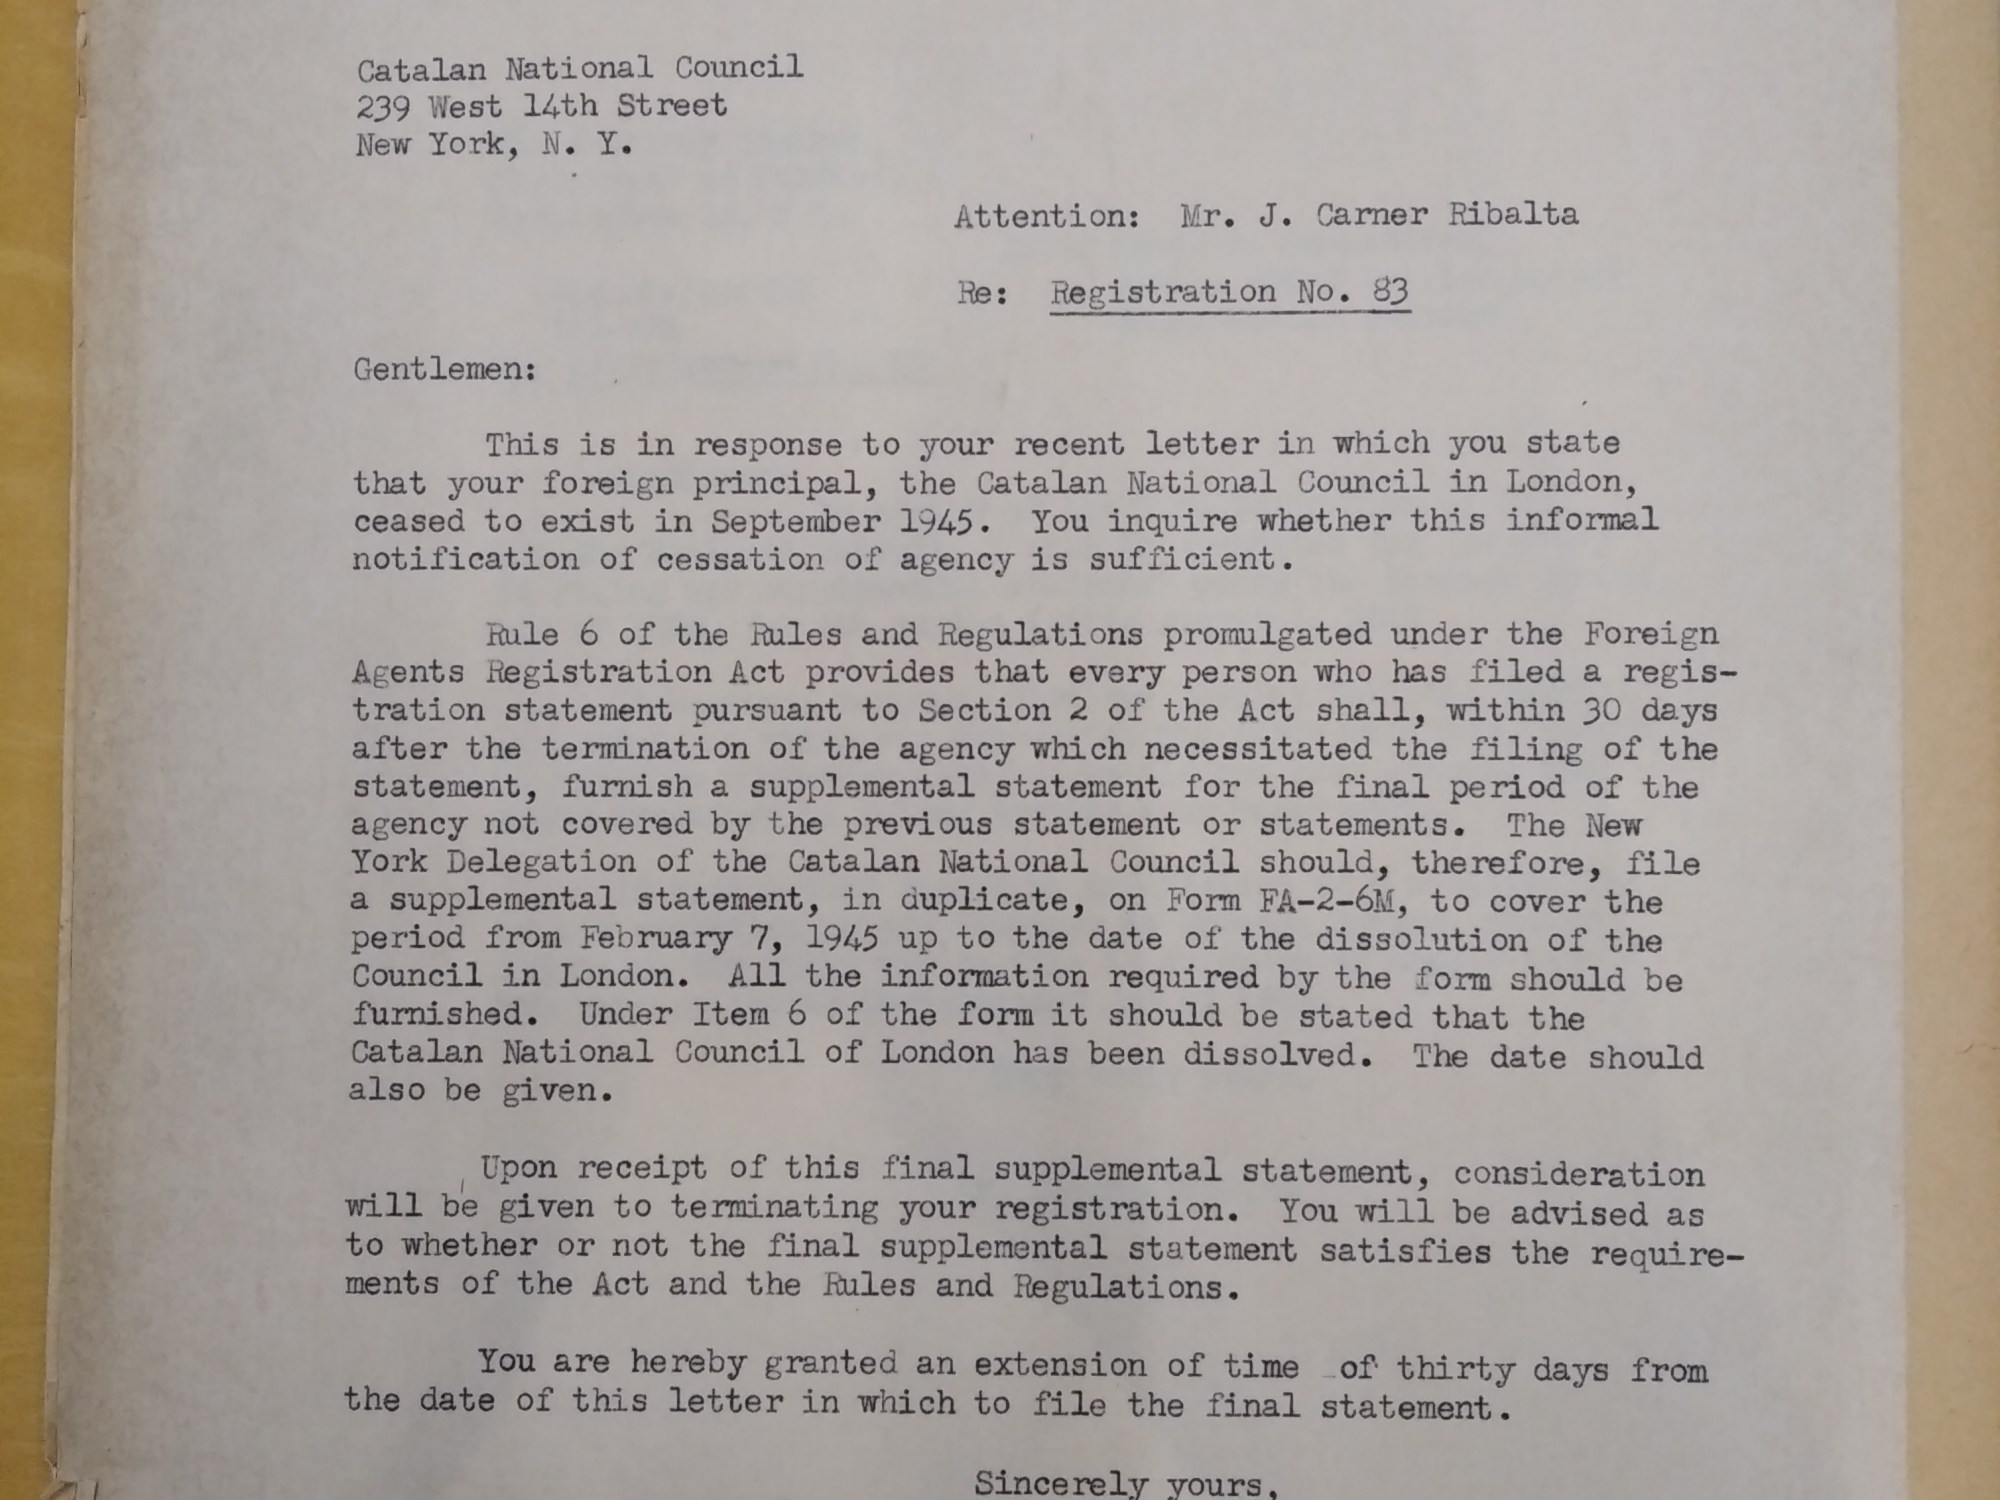 Catalan National Council
239 West 14th Street
New York, N. Y.
Attention: Mr. J. Carner Ribalta
Re: Registration No. 83
Gentlemen:
This is in response to your recent letter in which you state
that your foreign principal, the Catalan National Council in London,
ceased to exist in September 1945. You inquire whether this informal
notification of cessation of agency is sufficient.
Rule 6 of the Rules and Regulations promulgated under the Foreign
Agents Registration Act provides that every person who has filed a regis-
tration statement pursuant to Section 2 of the Act shall, within 30 days
after the termination of the agency which necessitated the filing of the
statement, furnish a supplemental statement for the final period of the
agency not covered by the previous statement or statements. The New
York Delegation of the Catalan National Council should, therefore, file
a supplemental statement, in duplicate, on Form FA-2-6M, to cover the
period from February 7, 1945 up to the date of the dissolution of the
Council in London. All the information required by the form should be
furnished. Under Item 6 of the form it should be stated that the
Catalan National Council of London has been dissolved. The date should
also be given.
Upon receipt of this final supplemental statement, consideration
will be given to terminating your registration. You will be advised as
to whether or not the final supplemental statement satisfies the require-
ments of the Act and the Rules and Regulations.
You are hereby granted an extension of time of thirty days from
the date of this letter in which to file the final statement.
Sincerely yours,